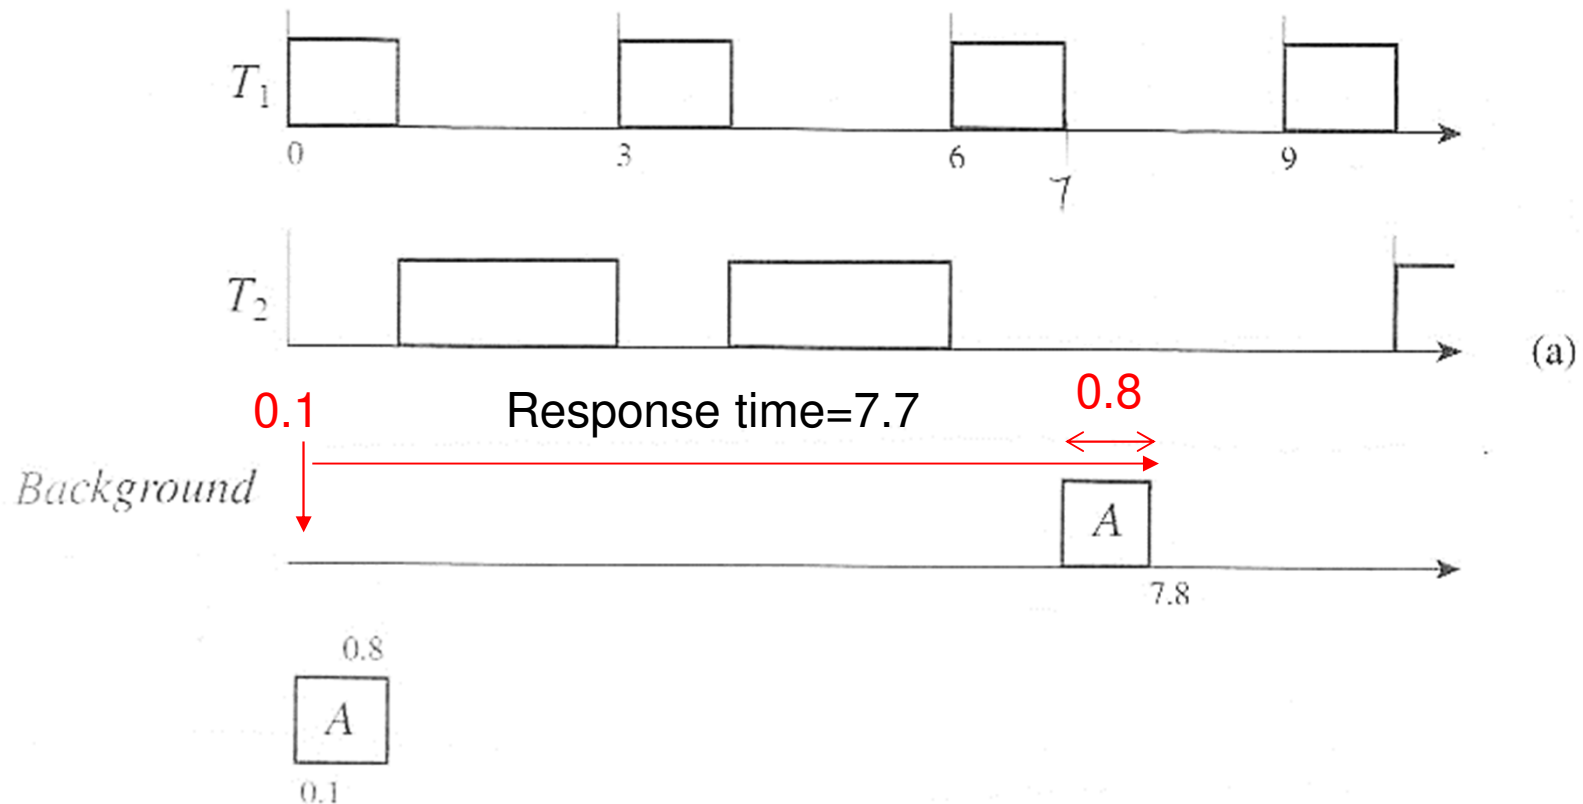 T1
0 3 6 9
7
T2
(a)
0.1 Response time=7.7 0.8
Background
A
7.8
0.8
A
0.1